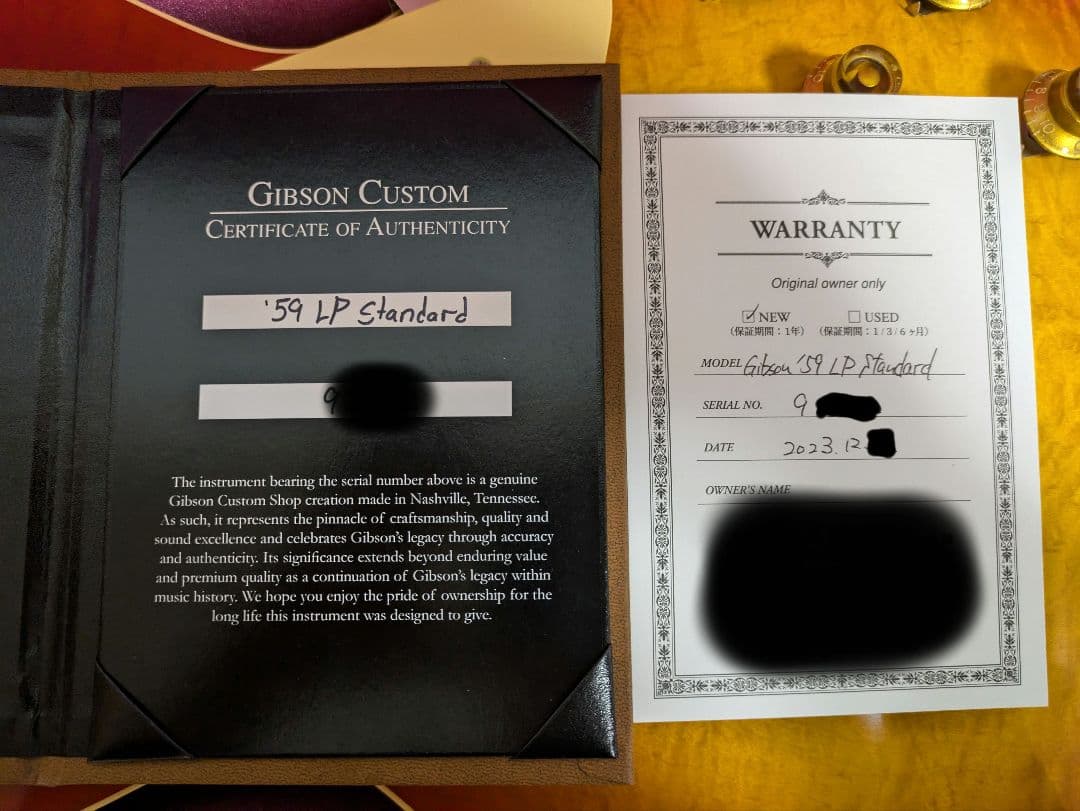 GIBSON CUSTOM
CERTIFICATE OF AUTHENTICITY
'59 LP Standard
9
The instrument bearing the serial number above is a genuine
Gibson Custom Shop creation made in Nashville, Tennessee.
As such, it represents the pinnacle of craftsmanship, quality and
sound excellence and celebrates Gibson's legacy through accuracy
and authenticity. Its significance extends beyond enduring value
and premium quality as a continuation of Gibson's legacy within
music history. We hope you enjoy the pride of ownership for the
long life this instrument was designed to give.
WARRANTY
Original owner only
☑ NEW ☐ USED
(保証期間：1年) (保証期間：1/3/6ヶ月)
MODEL Gibson '59 LP Standard
SERIAL NO. 9
DATE 2023.12
OWNER'S NAME